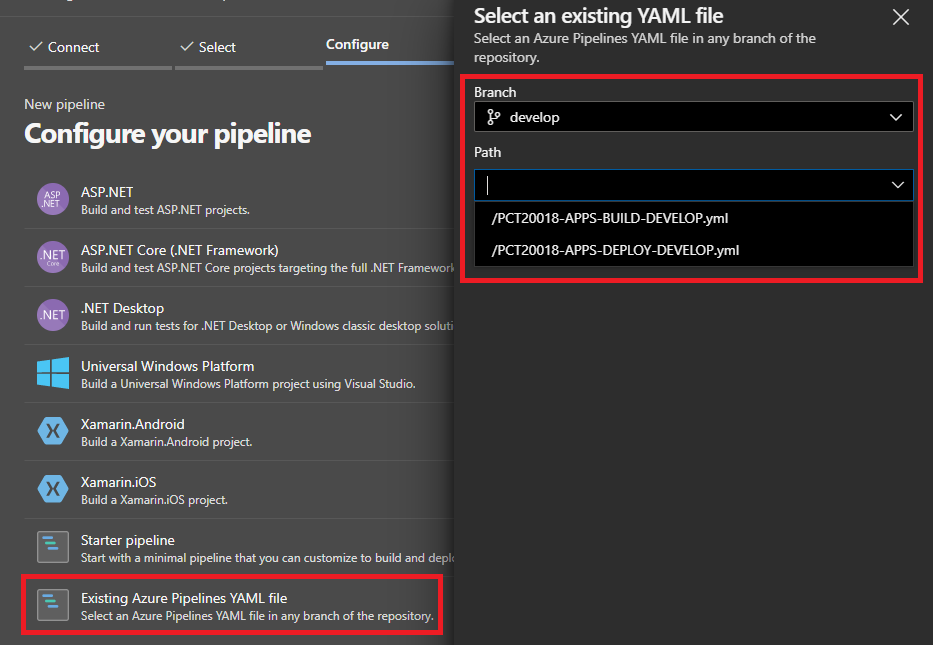 Connect
Select
Configure
New pipeline
Configure your pipeline
ASP
.NET
ASP.NET
Build and test ASP.NET projects.
.NET
Core
ASP.NET Core (.NET Framework)
Build and test ASP.NET Core projects targeting the full .NET Framework
.NET
.NET Desktop
Build and run tests for .NET Desktop or Windows classic desktop soluti
Universal Windows Platform
Build a Universal Windows Platform project using Visual Studio.
Xamarin.Android
Build a Xamarin.Android project.
Xamarin.iOS
Build a Xamarin.iOS project.
Starter pipeline
Start with a minimal pipeline that you can customize to build and deplo
Existing Azure Pipelines YAML file
Select an Azure Pipelines YAML file in any branch of the repository.
Select an existing YAML file
Select an Azure Pipelines YAML file in any branch of the
repository.
Branch
develop
Path
/PCT20018-APPS-BUILD-DEVELOP.yml
/PCT20018-APPS-DEPLOY-DEVELOP.yml